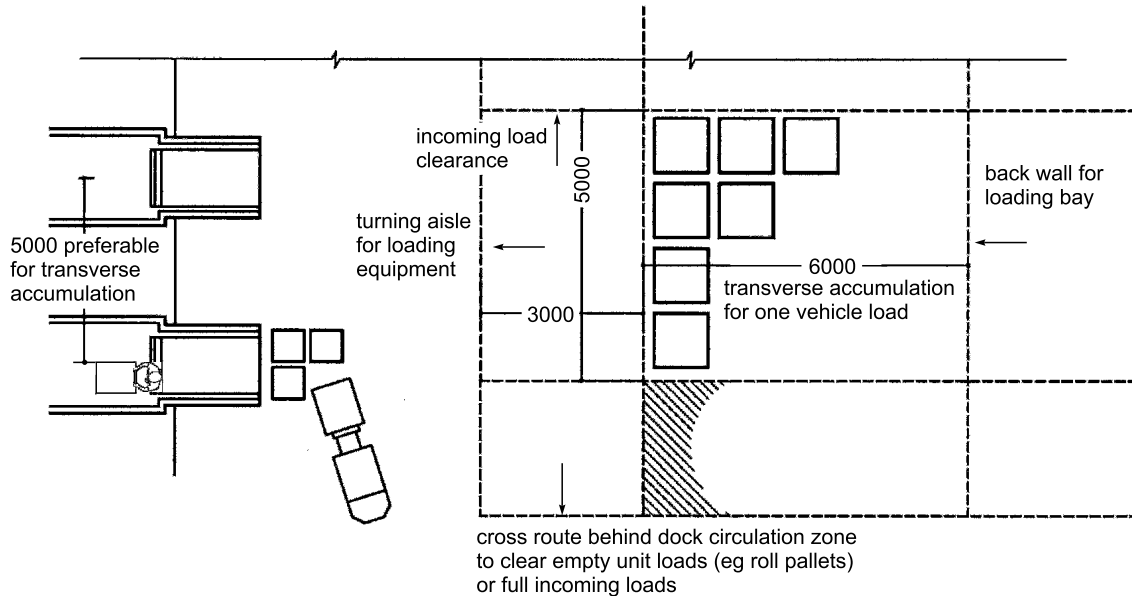 incoming load
clearance
5000
back wall for
loading bay
turning aisle
for loading
equipment
5000 preferable
for transverse
accumulation
6000
transverse accumulation
for one vehicle load
3000
cross route behind dock circulation zone
to clear empty unit loads (eg roll pallets)
or full incoming loads